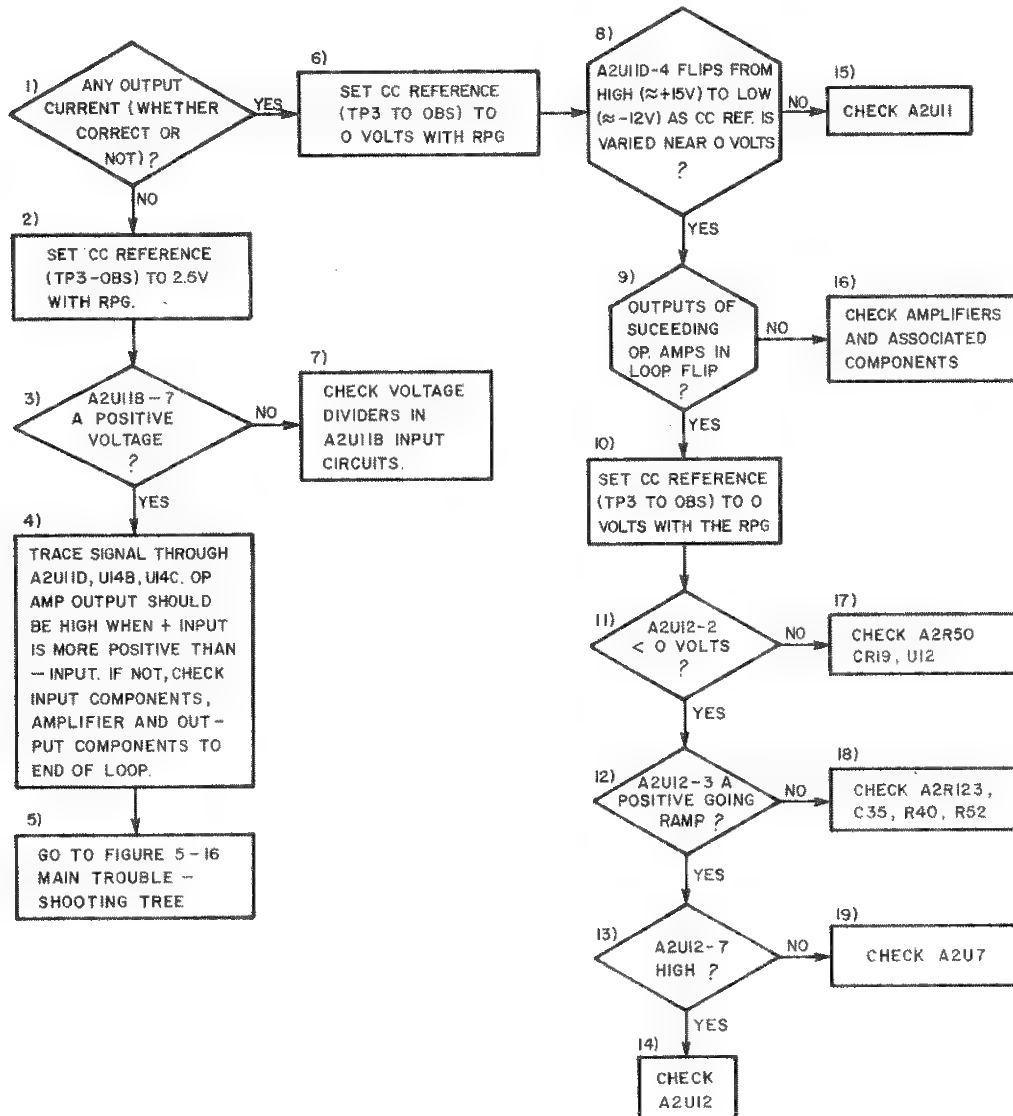 1)
ANY OUTPUT
CURRENT (WHETHER
CORRECT OR
NOT) ?
YES
NO
2)
SET CC REFERENCE
(TP3-OBS) TO 2.5V
WITH RPG.
3)
A2U11B-7
A POSITIVE
VOLTAGE
?
NO
YES
4)
TRACE SIGNAL THROUGH
A2U11D, U14B, U14C. OP
AMP OUTPUT SHOULD
BE HIGH WHEN + INPUT
IS MORE POSITIVE THAN
- INPUT. IF NOT, CHECK
INPUT COMPONENTS,
AMPLIFIER AND OUT-
PUT COMPONENTS TO
END OF LOOP.
5)
GO TO FIGURE 5-16
MAIN TROUBLE-
SHOOTING TREE
6)
SET CC REFERENCE
(TP3 TO OBS) TO
0 VOLTS WITH RPG
7)
CHECK VOLTAGE
DIVIDERS IN
A2U11B INPUT
CIRCUITS.
8)
A2U11D-4 FLIPS FROM
HIGH (≈+15V) TO LOW
(≈-12V) AS CC REF. IS
VARIED NEAR 0 VOLTS
?
NO
YES
15)
CHECK A2U11
9)
OUTPUTS OF
SUCEEDING
OP. AMPS IN
LOOP FLIP
?
NO
YES
16)
CHECK AMPLIFIERS
AND ASSOCIATED
COMPONENTS
10)
SET CC REFERENCE
(TP3 TO OBS) TO 0
VOLTS WITH THE RPG
11)
A2U12-2
< 0 VOLTS
?
NO
YES
17)
CHECK A2R50
CR19, U12
12)
A2U12-3 A
POSITIVE GOING
RAMP ?
NO
YES
18)
CHECK A2R123,
C35, R40, R52
13)
A2U12-7
HIGH ?
NO
YES
19)
CHECK A2U7
14)
CHECK
A2U12